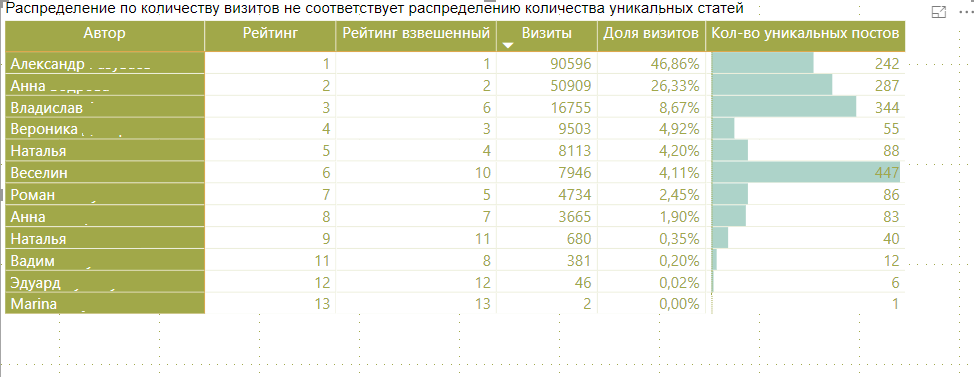 Распределение по количеству визитов не соответствует распределению количества уникальных статей
Автор Рейтинг Рейтинг взвешенный Визиты Доля визитов Кол-во уникальных постов
Александр 1 1 90596 46,86% 242
Анна 2 2 50909 26,33% 287
Владислав 3 6 16755 8,67% 344
Вероника 4 3 9503 4,92% 55
Наталья 5 4 8113 4,20% 88
Веселин 6 10 7946 4,11% 447
Роман 7 5 4734 2,45% 86
Анна 8 7 3665 1,90% 83
Наталья 9 11 680 0,35% 40
Вадим 11 8 381 0,20% 12
Эдуард 12 12 46 0,02% 6
Marina 13 13 2 0,00% 1